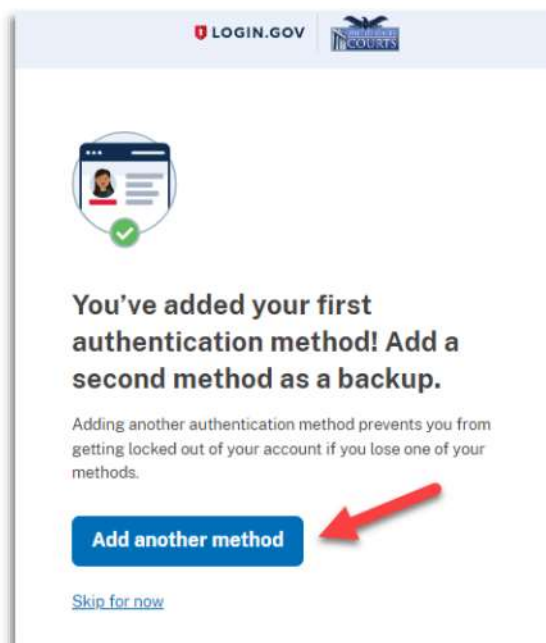 LOGIN.GOV
COURTS
You’ve added your first
authentication method! Add a
second method as a backup.
Adding another authentication method prevents you from
getting locked out of your account if you lose one of your
methods.
Add another method
Skip for now